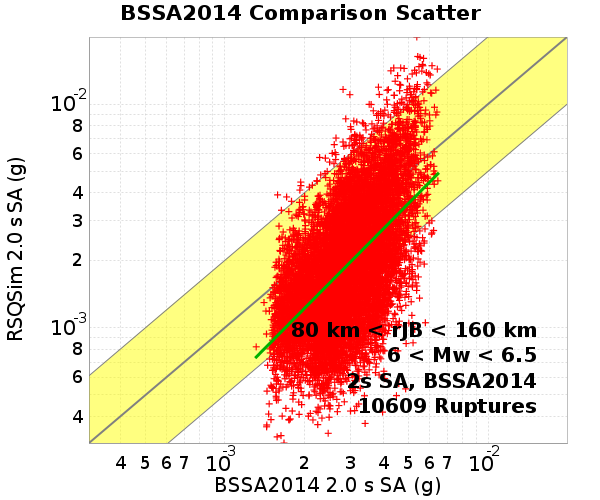 BSSA2014 Comparison Scatter
RSQSim 2.0 s SA (g)
10-2
8
6
4
3
2
10-3
8
6
4
80 km < rJB < 160 km
6 < Mw < 6.5
2s SA, BSSA2014
10609 Ruptures
4 5 6 7 10-3 2 3 4 5 6 7 10-2
BSSA2014 2.0 s SA (g)